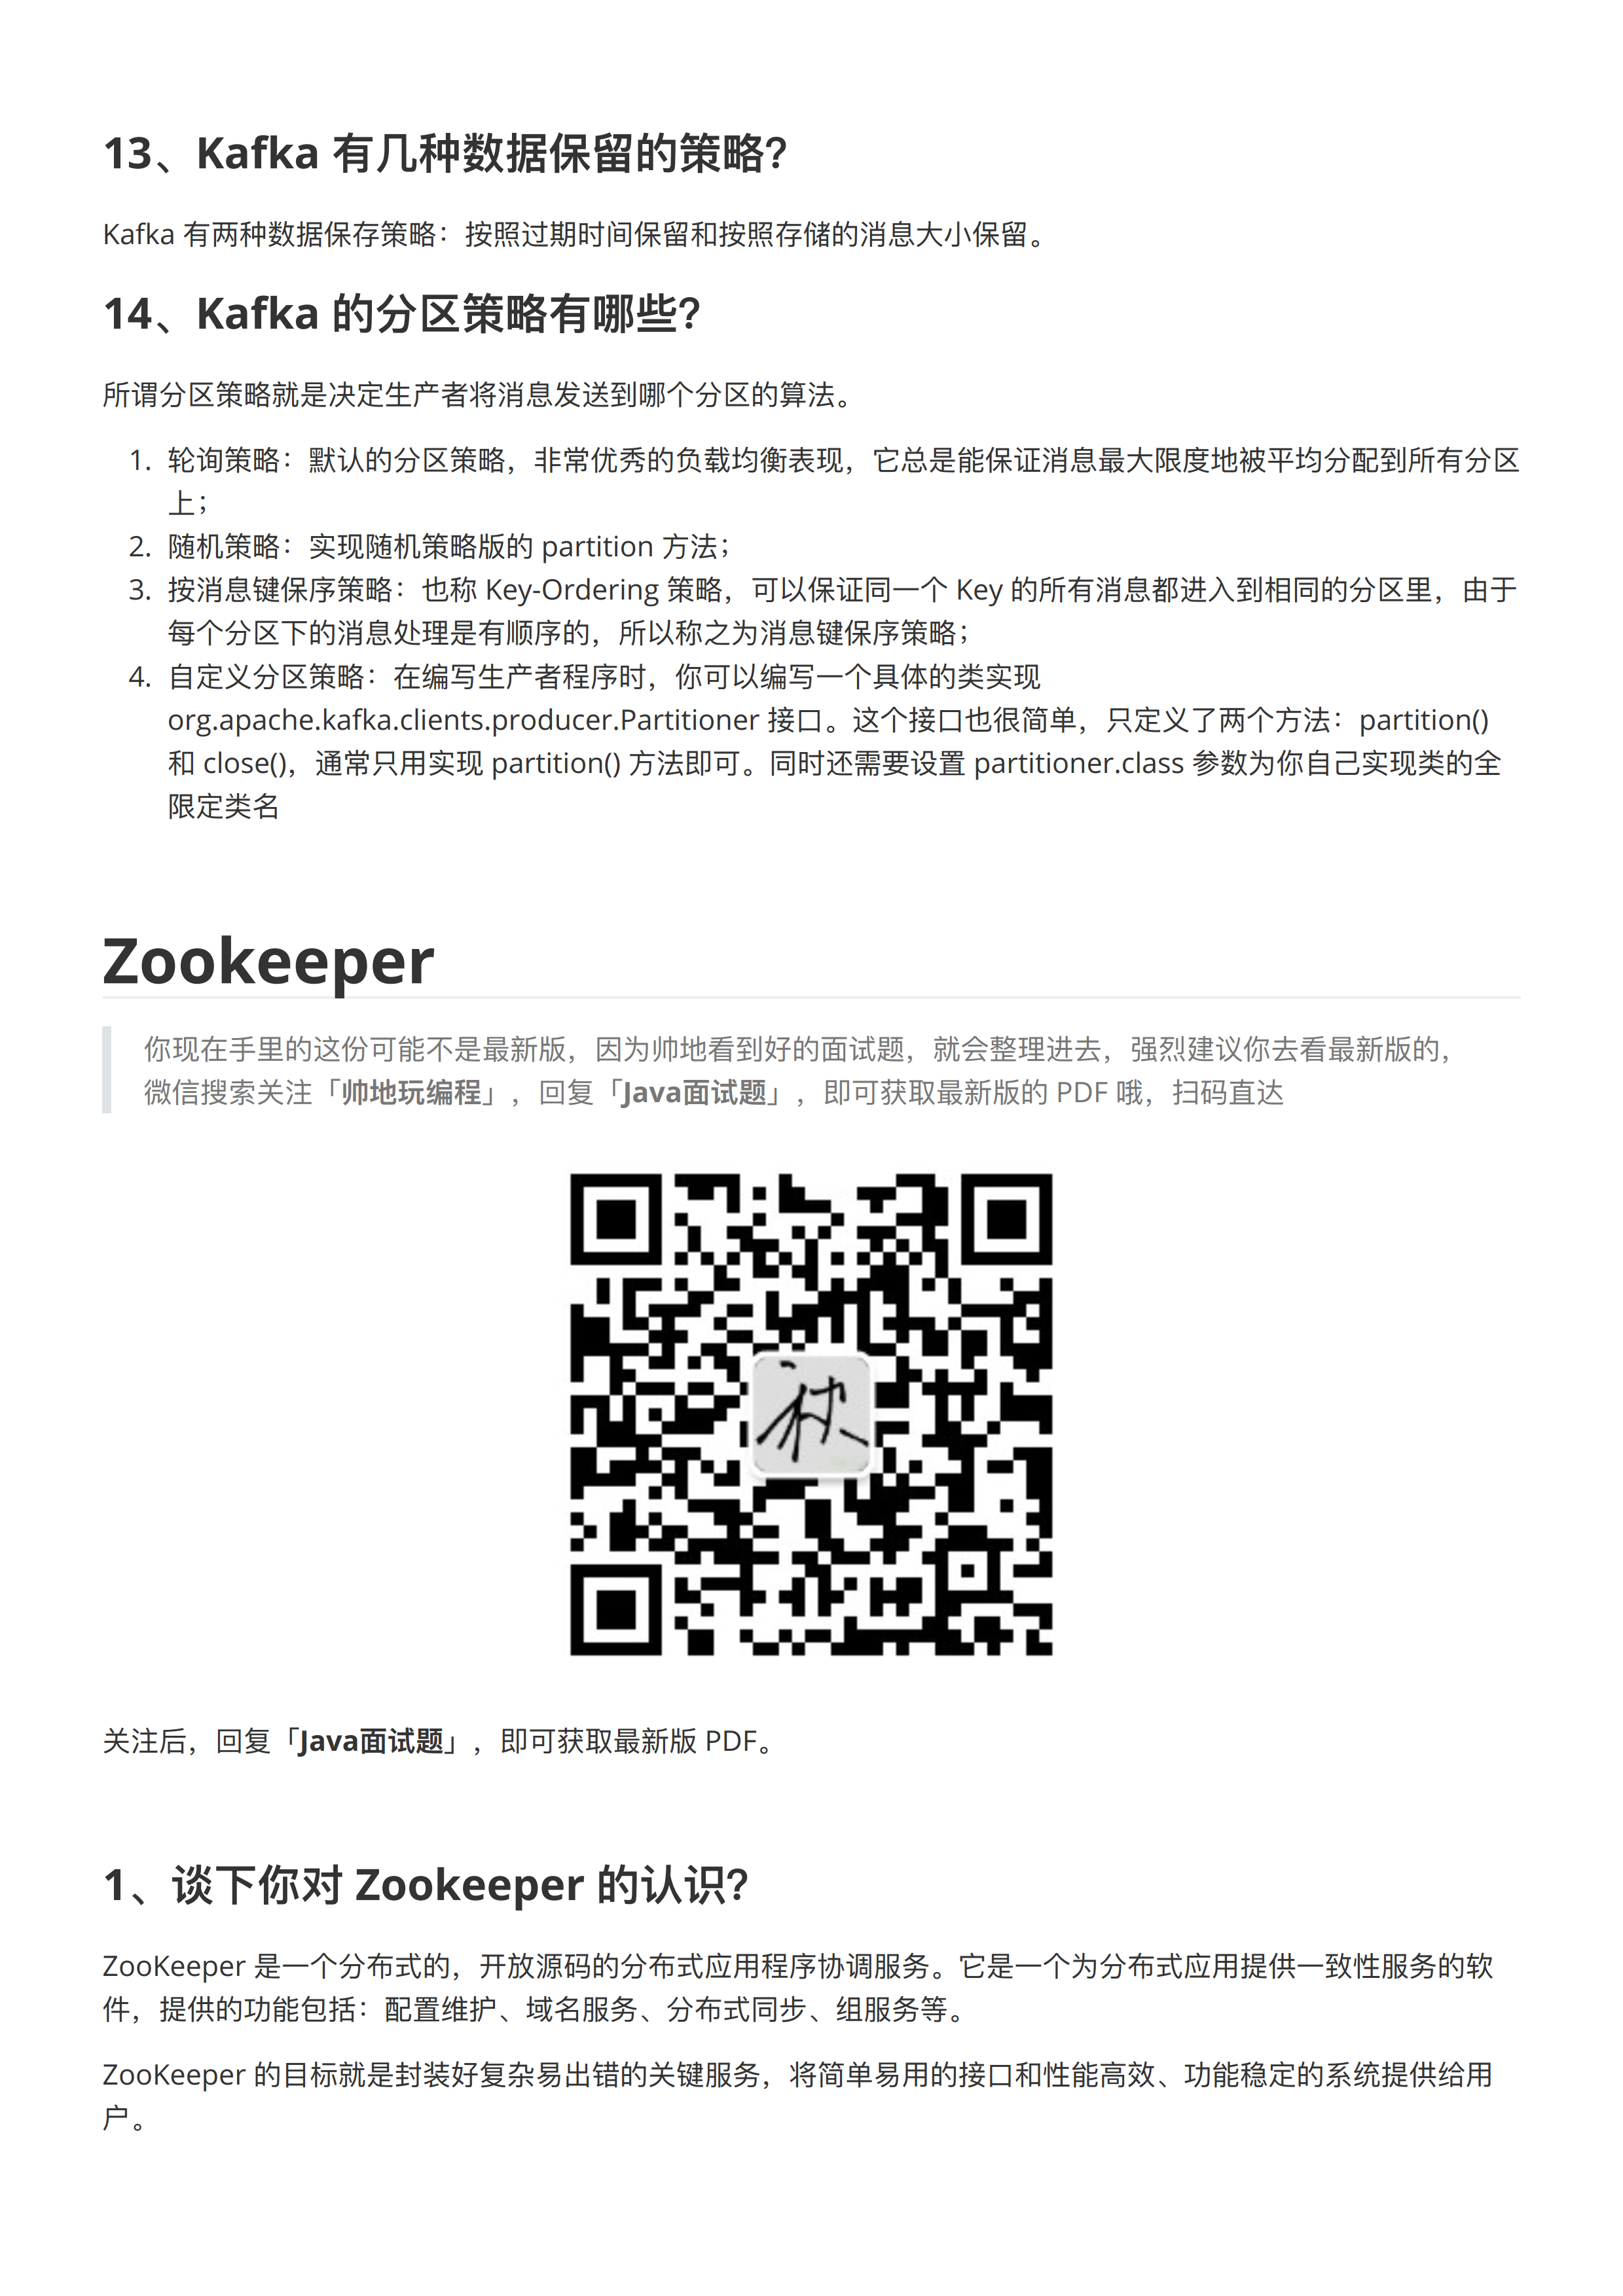 13、Kafka 有几种数据保留的策略？
Kafka 有两种数据保存策略：按照过期时间保留和按照存储的消息大小保留。
14、Kafka 的分区策略有哪些？
所谓分区策略就是决定生产者将消息发送到哪个分区的算法。
1. 轮询策略：默认的分区策略，非常优秀的负载均衡表现，它总是能保证消息最大限度地被平均分配到所有分区
上；
2. 随机策略：实现随机策略版的 partition 方法；
3. 按消息键保序策略：也称 Key-Ordering 策略，可以保证同一个 Key 的所有消息都进入到相同的分区里，由于
每个分区下的消息处理是有顺序的，所以称之为消息键保序策略；
4. 自定义分区策略：在编写生产者程序时，你可以编写一个具体的类实现
org.apache.kafka.clients.producer.Partitioner 接口。这个接口也很简单，只定义了两个方法：partition()
和 close()，通常只用实现 partition() 方法即可。同时还需要设置 partitioner.class 参数为你自己实现类的全
限定类名
Zookeeper
你现在手里的这份可能不是最新版，因为帅地看到好的面试题，就会整理进去，强烈建议你去看最新版的，
微信搜索关注「帅地玩编程」，回复「Java面试题」，即可获取最新版的 PDF 哦，扫码直达
关注后，回复「Java面试题」，即可获取最新版 PDF。
1、谈下你对 Zookeeper 的认识？
ZooKeeper 是一个分布式的，开放源码的分布式应用程序协调服务。它是一个为分布式应用提供一致性服务的软
件，提供的功能包括：配置维护、域名服务、分布式同步、组服务等。
ZooKeeper 的目标就是封装好复杂易出错的关键服务，将简单易用的接口和性能高效、功能稳定的系统提供给用
户。